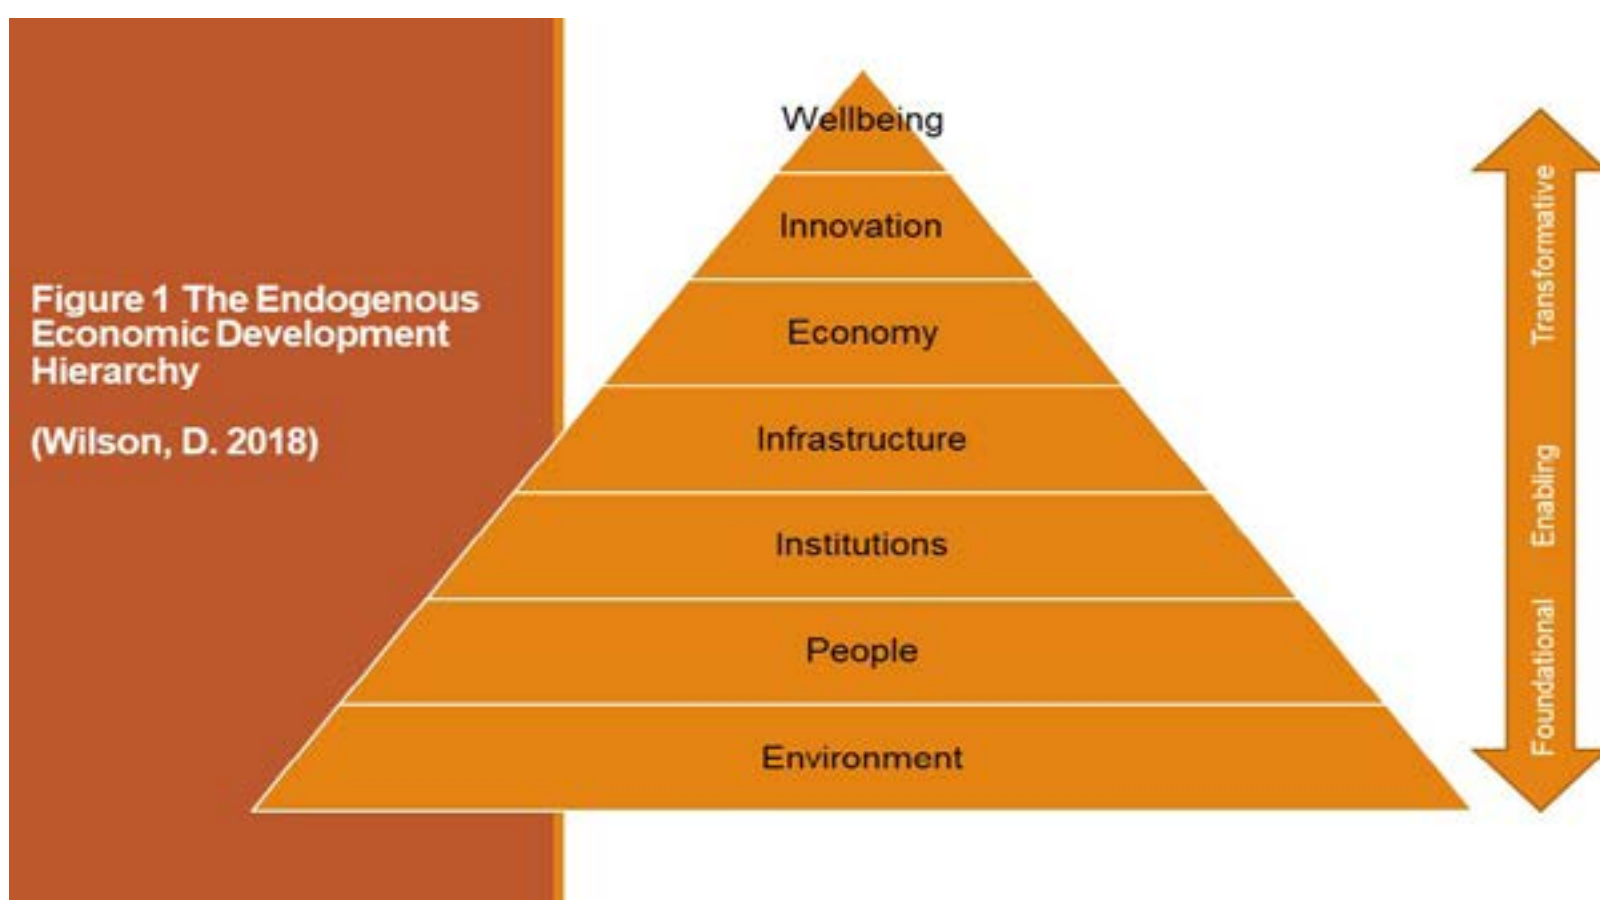 Figure 1 The Endogenous
Economic Development
Hierarchy
(Wilson, D. 2018)
Wellbeing
Innovation
Economy
Infrastructure
Institutions
People
Environment
Transformative
Enabling
Foundational